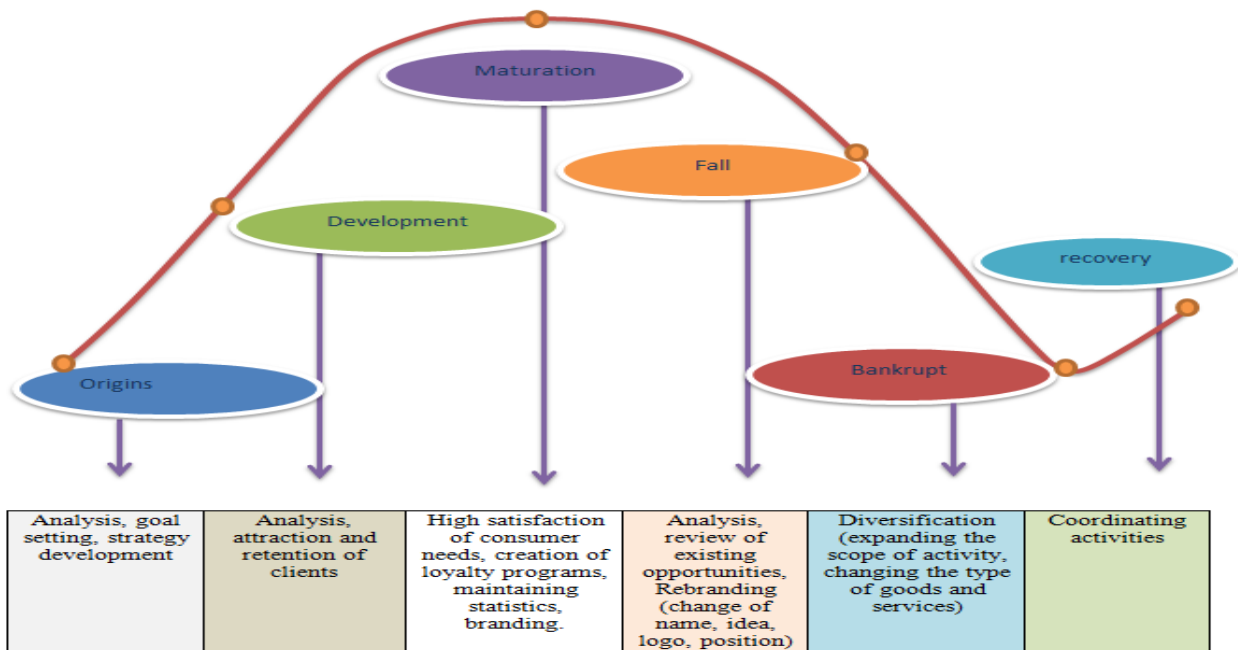 Maturation
Fall
Development
recovery
Origins
Bankrupt
Analysis, goal
setting, strategy
development
Analysis,
attraction and
retention of
clients
High satisfaction
of consumer
needs, creation of
loyalty programs,
maintaining
statistics,
branding.
Analysis,
review of
existing
opportunities,
Rebranding
(change of
name, idea,
logo, position)
Diversification
(expanding the
scope of activity,
changing the type
of goods and
services)
Coordinating
activities